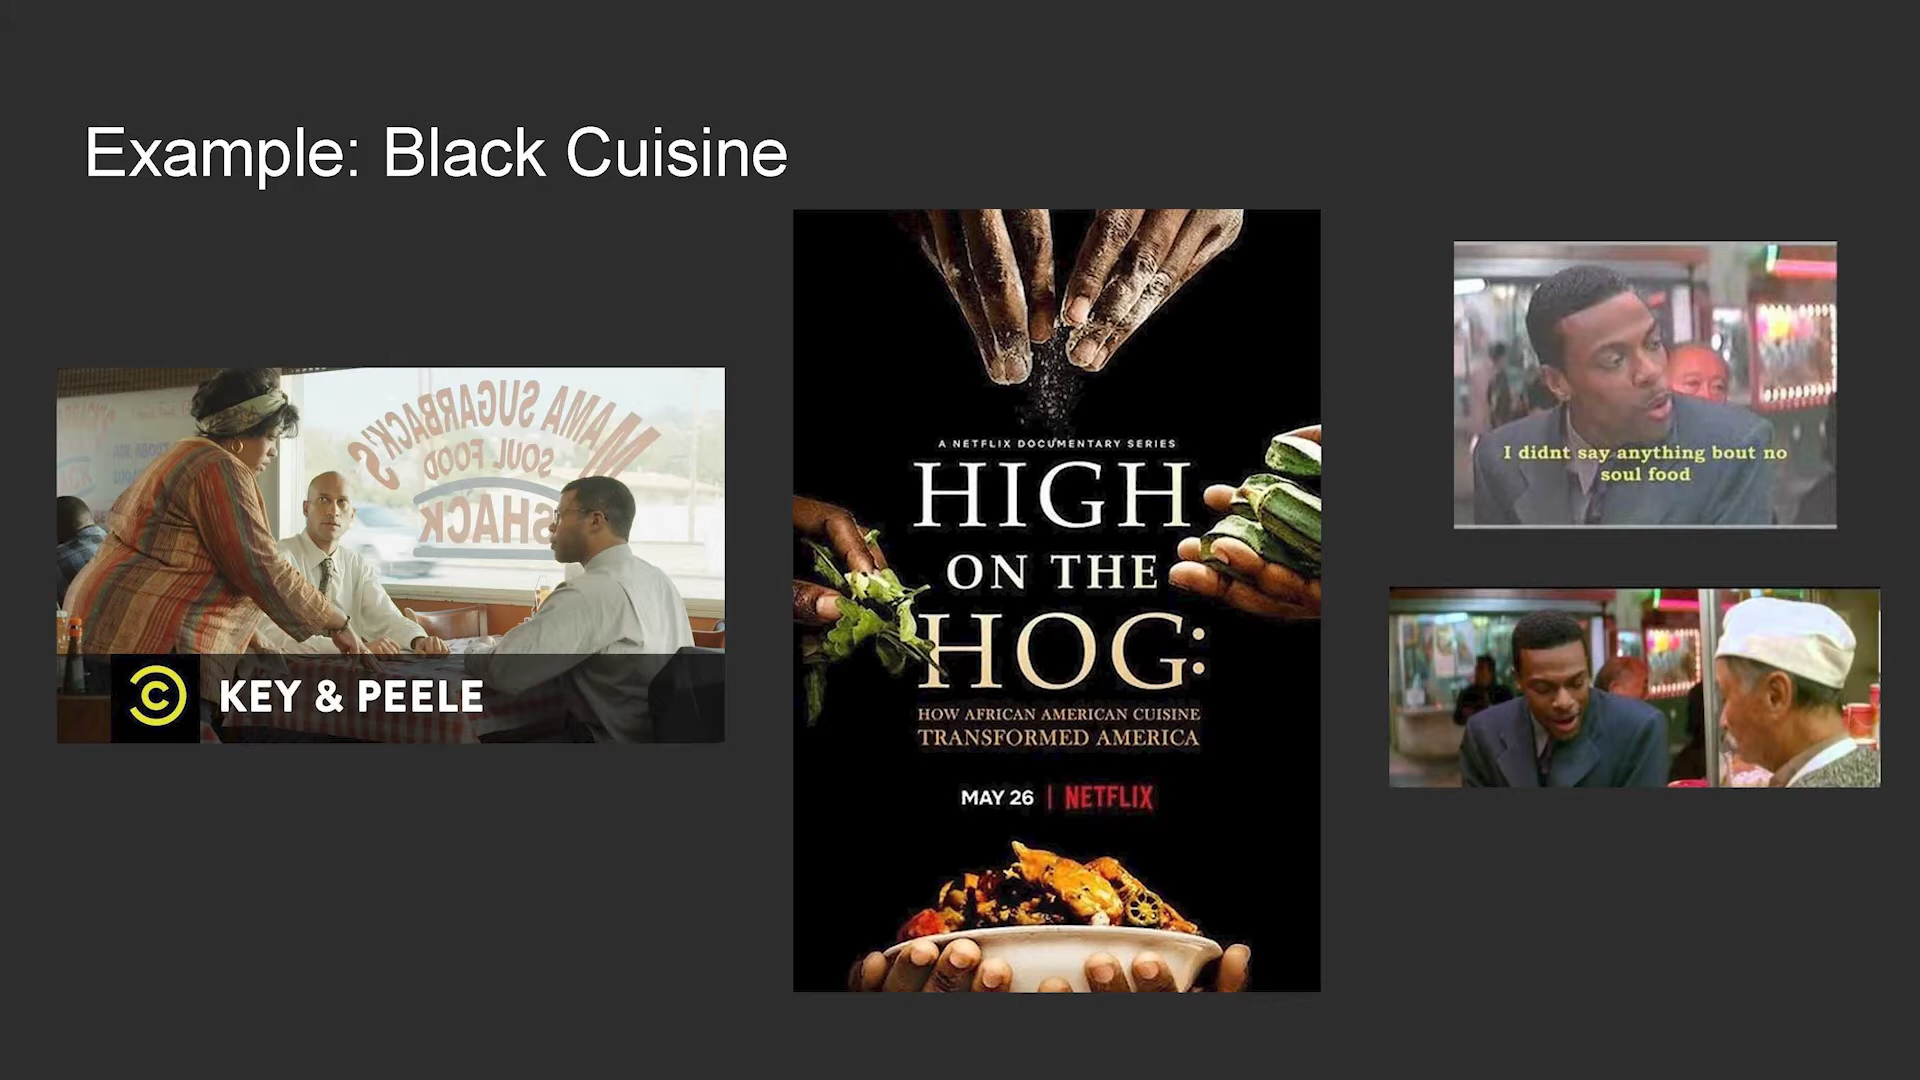 Example: Black Cuisine
MAMA SUGARBACK'S
SOUL FOOD
SHACK
KEY & PEELE
A NETFLIX DOCUMENTARY SERIES
HIGH
ON THE
HOG:
HOW AFRICAN AMERICAN CUISINE
TRANSFORMED AMERICA
MAY 26 | NETFLIX
I didnt say anything bout no
soul food